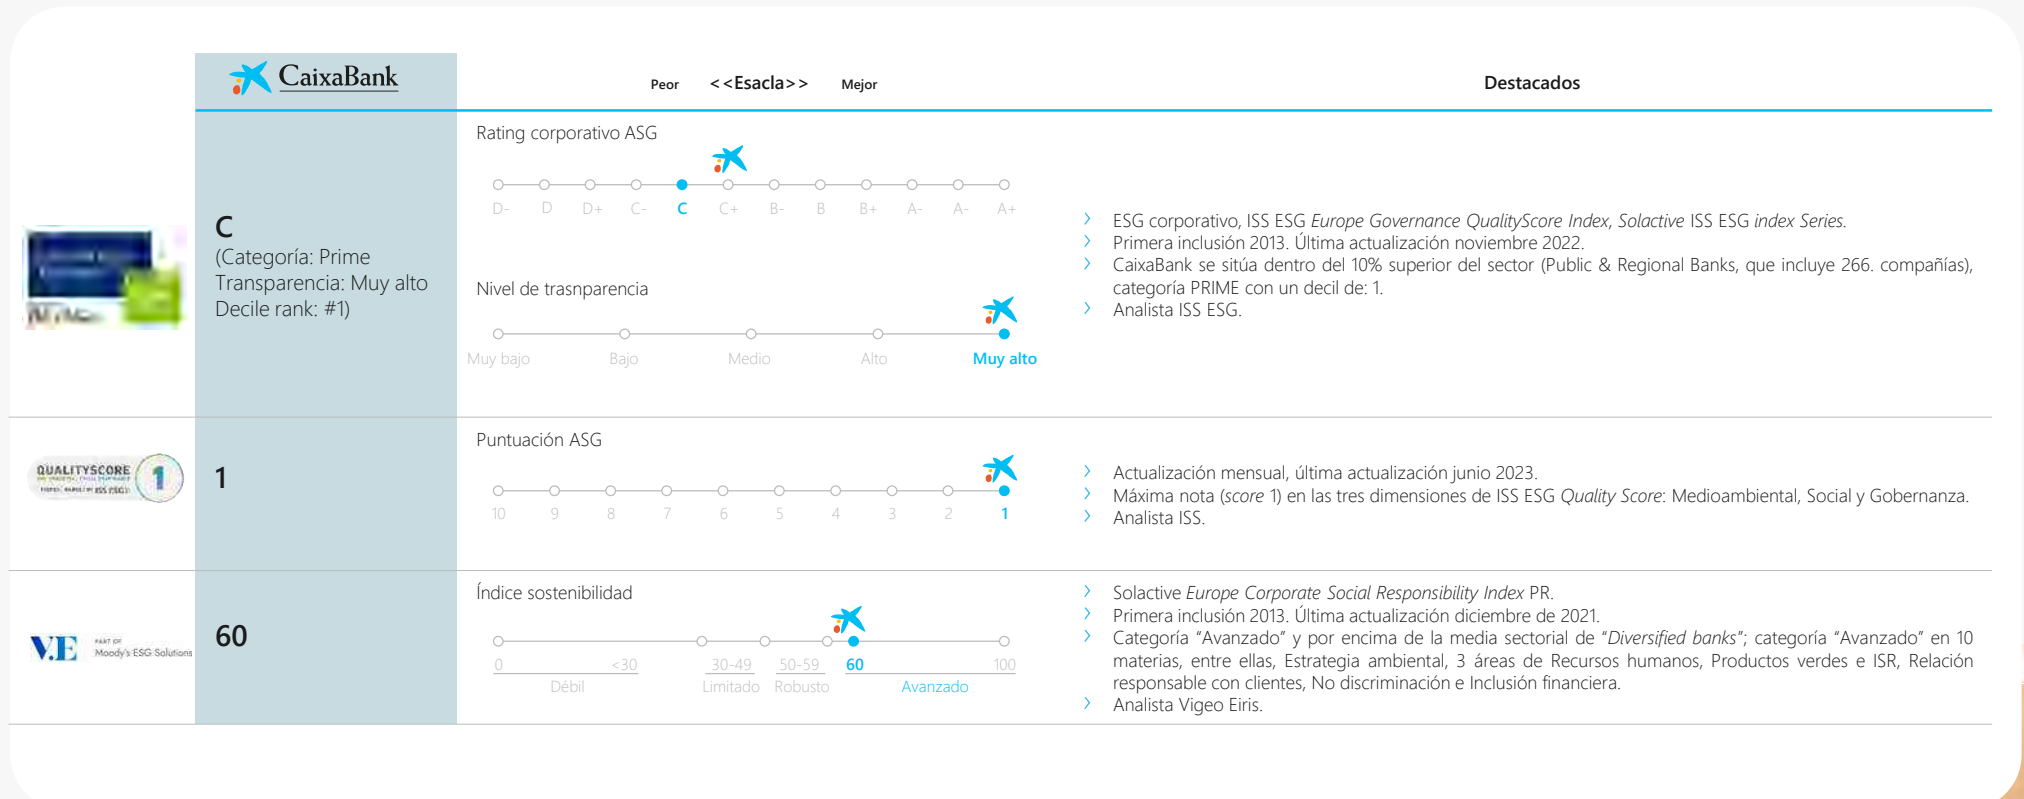 CaixaBank
Peor <<Esacla>> Mejor
Destacados
C
(Categoría: Prime
Transparencia: Muy alto
Decile rank: #1)
Rating corporativo ASG
D- D D+ C- C C+ B- B B+ A- A- A+
Nivel de trasnparencia
Muy bajo Bajo Medio Alto Muy alto
ESG corporativo, ISS ESG Europe Governance QualityScore Index, Solactive ISS ESG index Series.
Primera inclusión 2013. Última actualización noviembre 2022.
CaixaBank se sitúa dentro del 10% superior del sector (Public & Regional Banks, que incluye 266. compañías),
categoría PRIME con un decil de: 1.
Analista ISS ESG.
QUALITYSCORE 1
1
Puntuación ASG
10 9 8 7 6 5 4 3 2 1
Actualización mensual, última actualización junio 2023.
Máxima nota (score 1) en las tres dimensiones de ISS ESG Quality Score: Medioambiental, Social y Gobernanza.
Analista ISS.
V.E PART OF
Moody's ESG Solutions
60
Índice sostenibilidad
0 <30 30-49 50-59 60 100
Débil Limitado Robusto Avanzado
Solactive Europe Corporate Social Responsibility Index PR.
Primera inclusión 2013. Última actualización diciembre de 2021.
Categoría “Avanzado” y por encima de la media sectorial de “Diversified banks”; categoría “Avanzado” en 10
materias, entre ellas, Estrategia ambiental, 3 áreas de Recursos humanos, Productos verdes e ISR, Relación
responsable con clientes, No discriminación e Inclusión financiera.
Analista Vigeo Eiris.